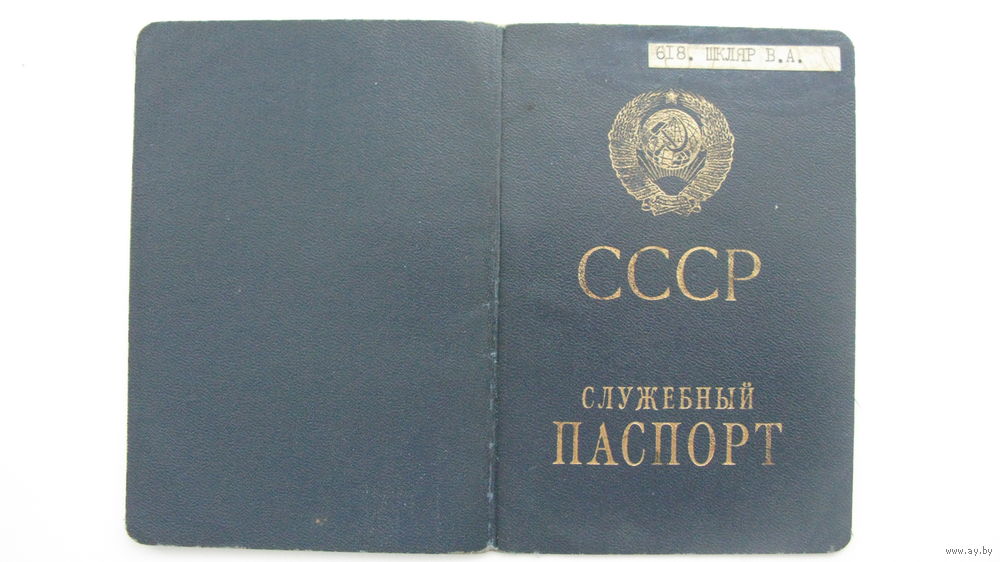 618. ШКЛЯР В.А.
СССР
СЛУЖЕБНЫЙ
ПАСПОРТ
www.ay.by